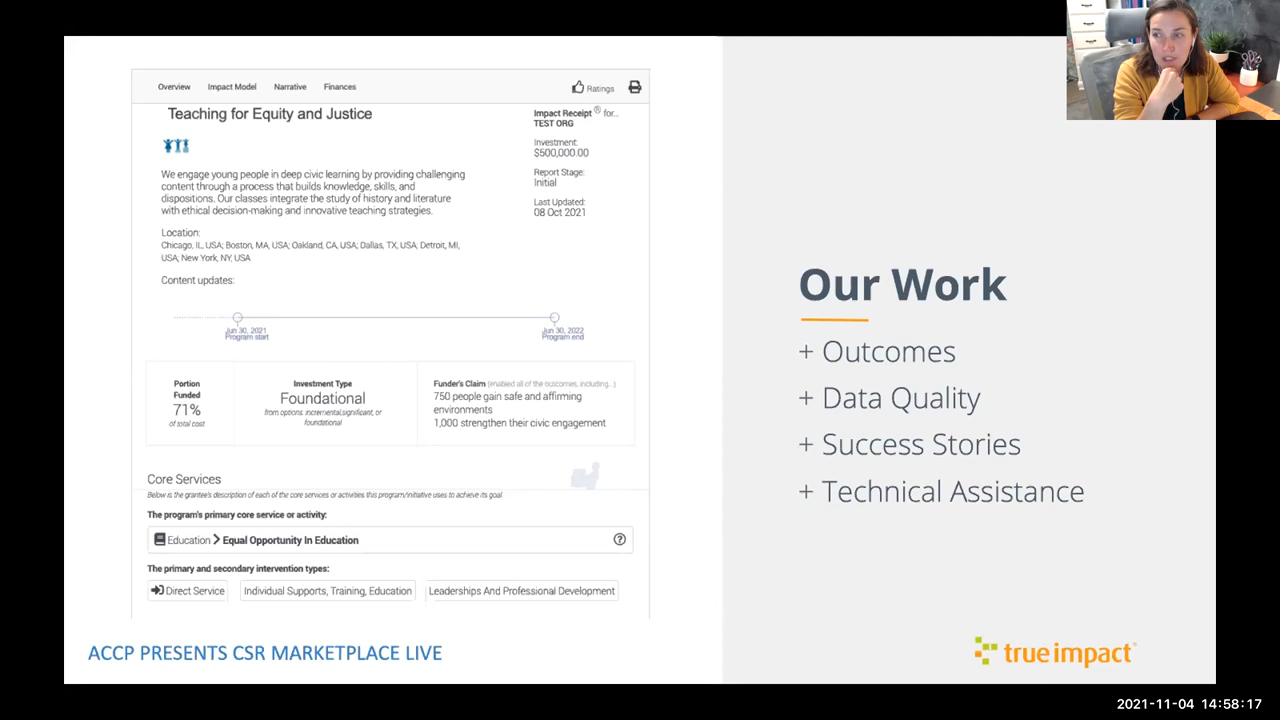 Overview Impact Model Narrative Finances Ratings
Teaching for Equity and Justice
Impact Receipt ® for...
TEST ORG
Investment:
$500,000.00
Report Stage:
Initial
Last Updated:
08 Oct 2021
We engage young people in deep civic learning by providing challenging
content through a process that builds knowledge, skills, and
dispositions. Our classes integrate the study of history and literature
with ethical decision-making and innovative teaching strategies.
Location:
Chicago, IL, USA; Boston, MA, USA; Oakland, CA, USA; Dallas, TX, USA; Detroit, MI,
USA; New York, NY, USA
Content updates:
Jun 30, 2021
Program start
Jun 30, 2022
Program end
Portion
Funded
71%
of total cost
Investment Type
Foundational
from options: incremental,significant, or
foundational
Funder's Claim (enabled all of the outcomes, including...)
750 people gain safe and affirming
environments
1,000 strengthen their civic engagement
Core Services
Below is the grantee's description of each of the core services or activities this program/initiative uses to achieve its goal.
The program's primary core service or activity:
Education > Equal Opportunity In Education
The primary and secondary intervention types:
Direct Service Individual Supports, Training, Education Leaderships And Professional Development
ACCP PRESENTS CSR MARKETPLACE LIVE
Our Work
+ Outcomes
+ Data Quality
+ Success Stories
+ Technical Assistance
true impact®
2021-11-04 14:58:17